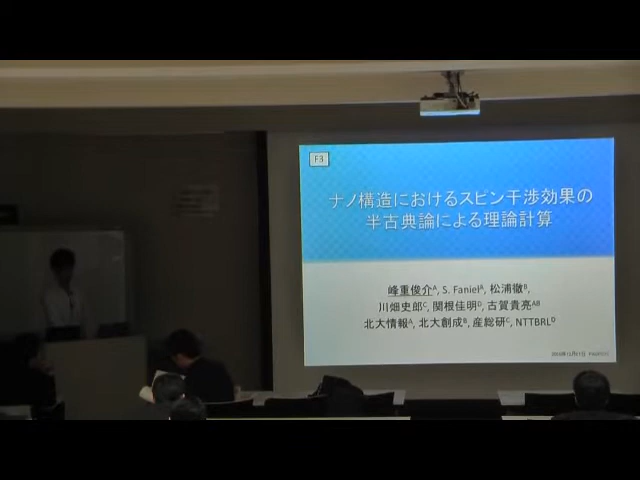 F3
ナノ構造におけるスピン干渉効果の
半古典論による理論計算
峰重俊介A, S. FanielA, 松浦徹B,
川畑史郎C, 関根佳明D, 古賀貴亮AB
北大情報A, 北大創成B, 産総研C, NTTBRLD